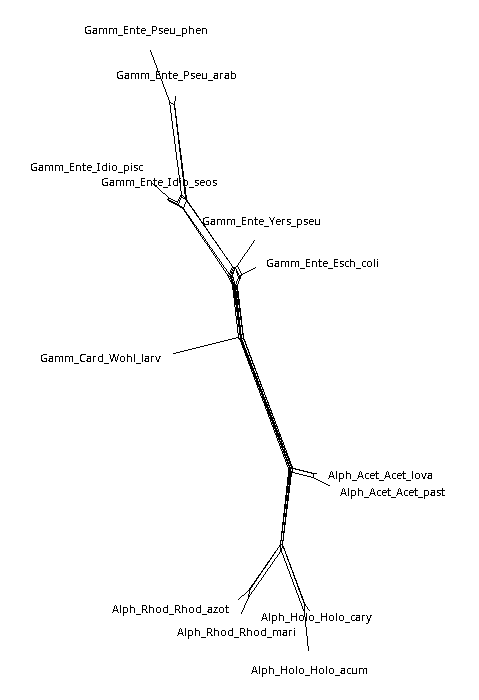 Gamm_Ente_Pseu_phen
Gamm_Ente_Pseu_arab
Gamm_Ente_Idio_pisc
Gamm_Ente_Idio_seos
Gamm_Ente_Yers_pseu
Gamm_Ente_Esch_coli
Gamm_Card_Wohl_larv
Alph_Acet_Acet_lova
Alph_Acet_Acet_past
Alph_Rhod_Rhod_azot
Alph_Holo_Holo_cary
Alph_Rhod_Rhod_mari
Alph_Holo_Holo_acum